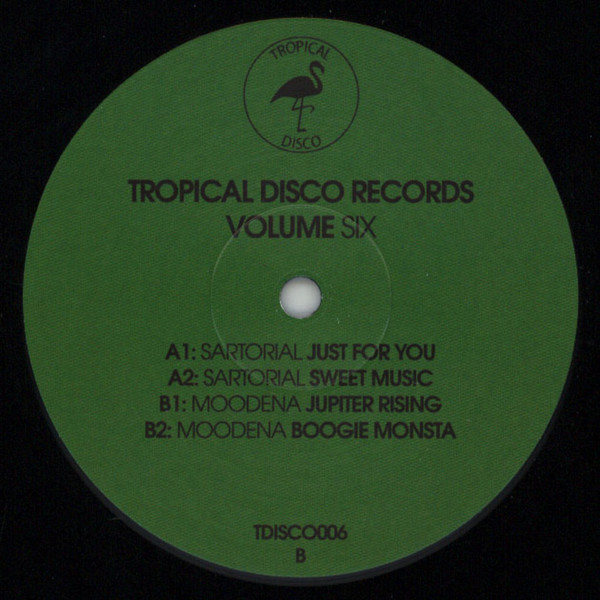 TROPICAL
DISCO
TROPICAL DISCO RECORDS
VOLUME SIX
A1: SARTORIAL JUST FOR YOU
A2: SARTORIAL SWEET MUSIC
B1: MOODENA JUPITER RISING
B2: MOODENA BOOGIE MONSTA
TDISCO006
B